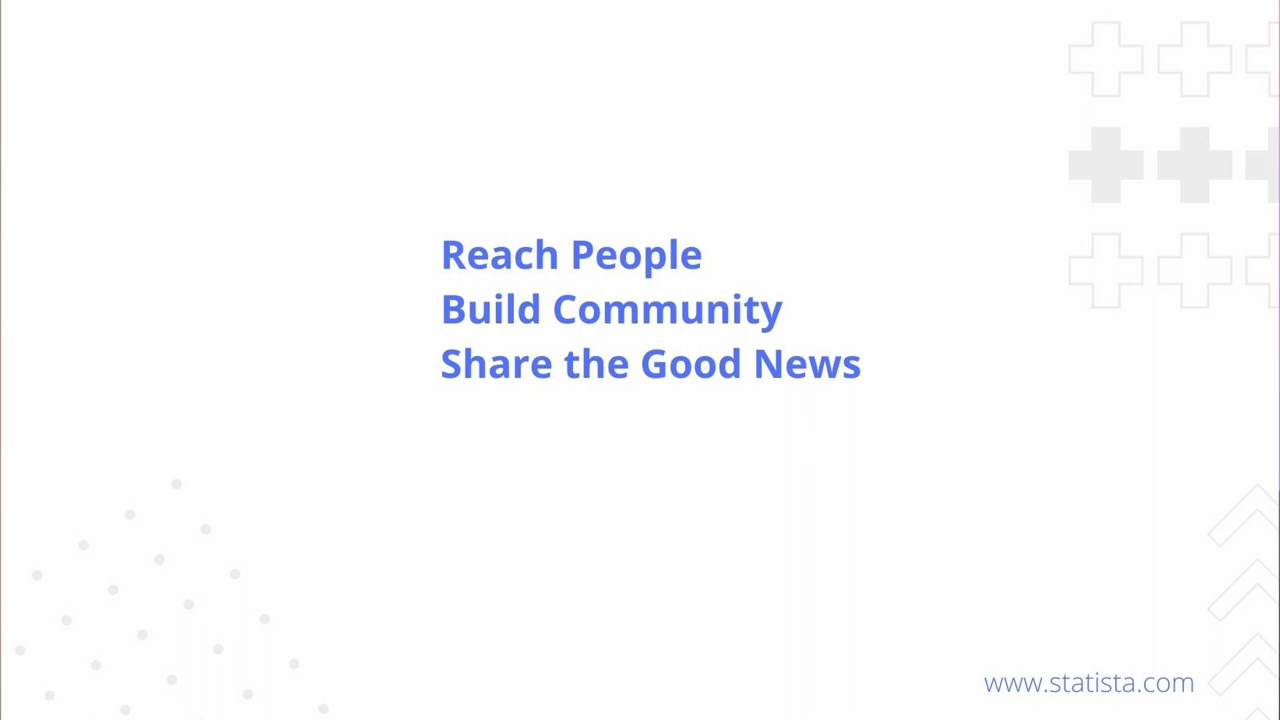 Reach People
Build Community
Share the Good News
www.statista.com